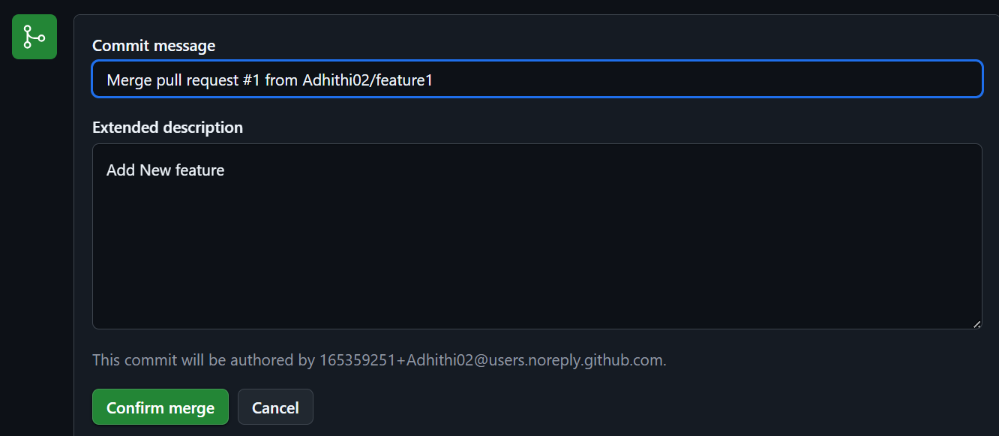 Commit message
Merge pull request #1 from Adhithi02/feature1
Extended description
Add New feature
This commit will be authored by 165359251+Adhithi02@users.noreply.github.com.
Confirm merge
Cancel